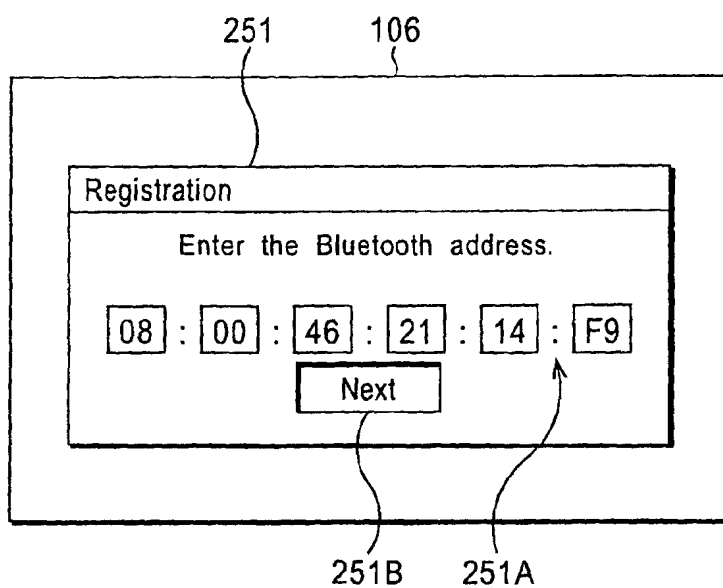 251 106
Registration
Enter the Bluetooth address.
08 : 00 : 46 : 21 : 14 : F9
Next
251B 251A